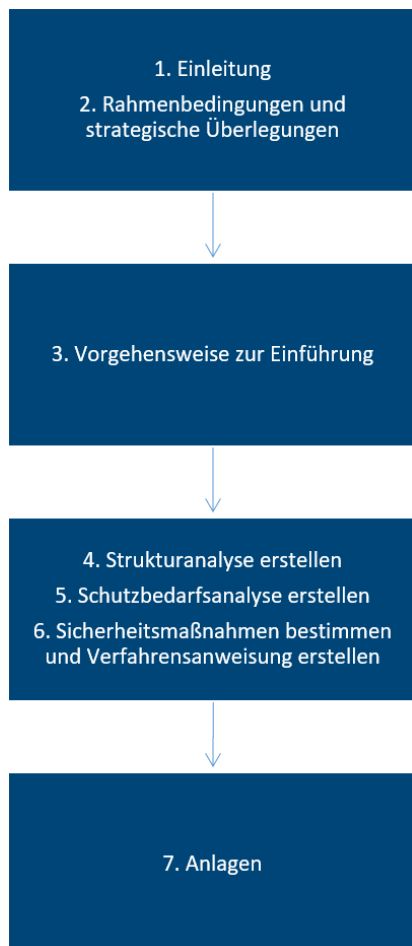 1. Einleitung
2. Rahmenbedingungen und
strategische Überlegungen
3. Vorgehensweise zur Einführung
4. Strukturanalyse erstellen
5. Schutzbedarfsanalyse erstellen
6. Sicherheitsmaßnahmen bestimmen
und Verfahrensanweisung erstellen
7. Anlagen